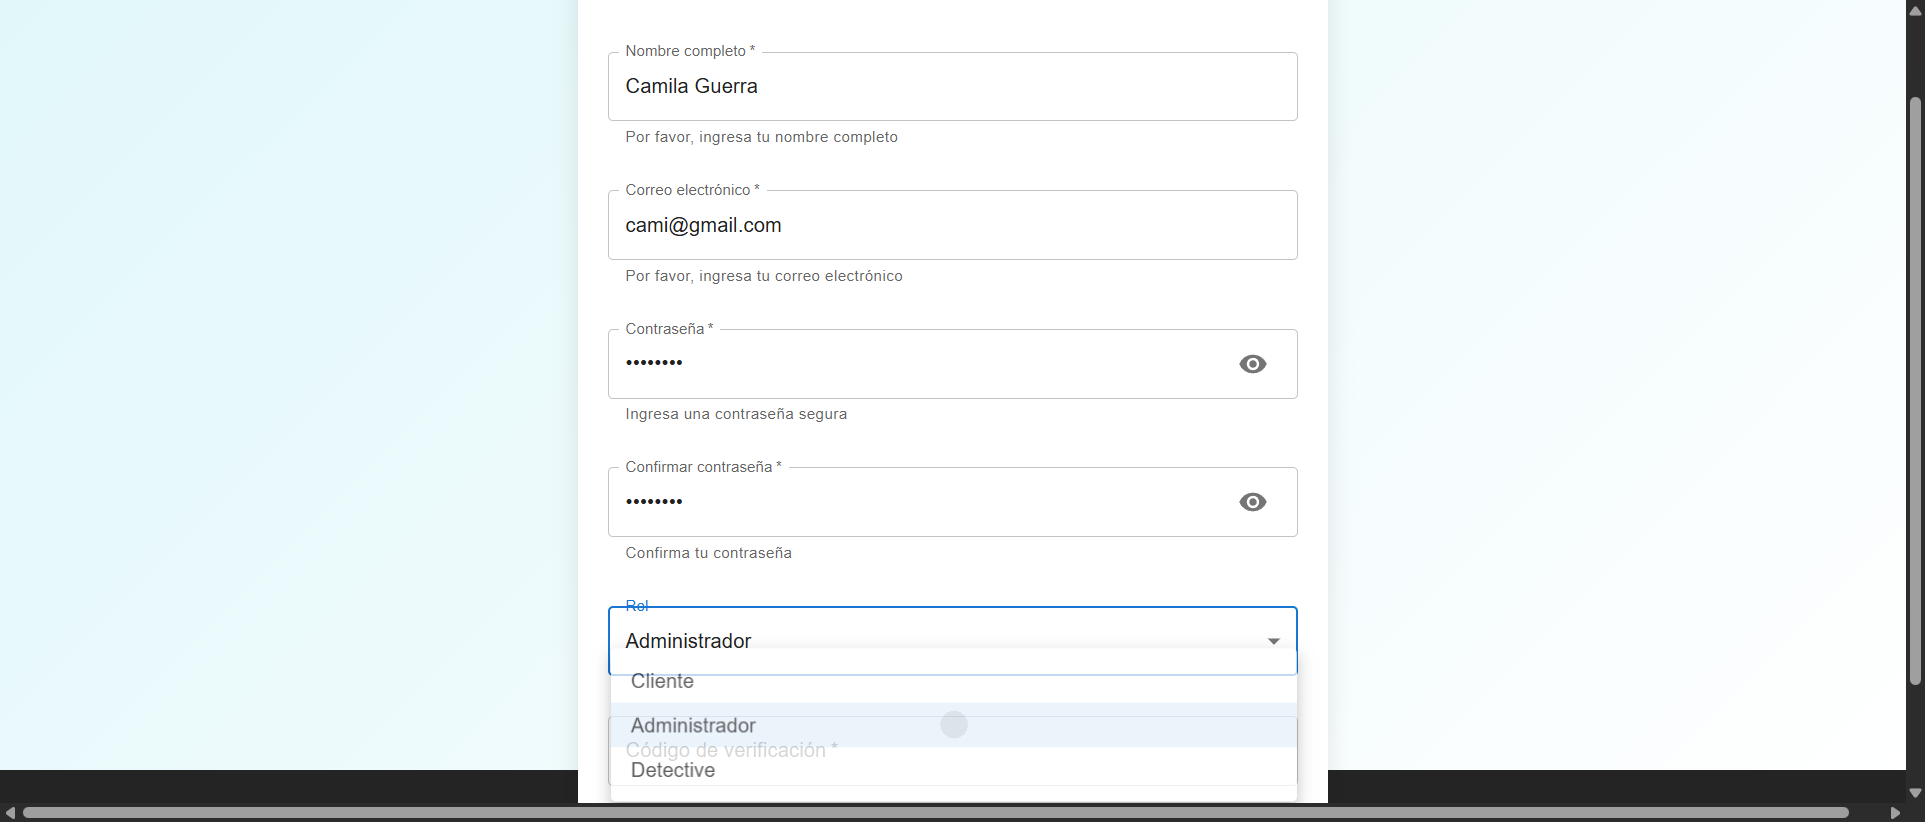 Nombre completo *
Camila Guerra
Por favor, ingresa tu nombre completo
Correo electrónico *
cami@gmail.com
Por favor, ingresa tu correo electrónico
Contraseña *
••••••••
Ingresa una contraseña segura
Confirmar contraseña *
••••••••
Confirma tu contraseña
Rol
Administrador
Cliente
Administrador
Código de verificación *
Detective